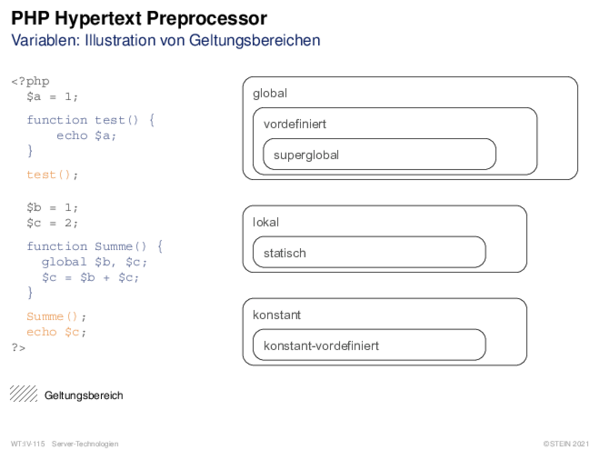 PHP Hypertext Preprocessor
Variablen: Illustration von Geltungsbereichen
<?php
$a = 1;
function test() {
echo $a;
}
test();
$b = 1;
$c = 2;
function Summe() {
global $b, $c;
$c = $b + $c;
}
Summe();
echo $c;
?>
global
vordefiniert
superglobal
lokal
statisch
konstant
konstant-vordefiniert
Geltungsbereich
WT:IV-115 Server-Technologien
©STEIN 2021